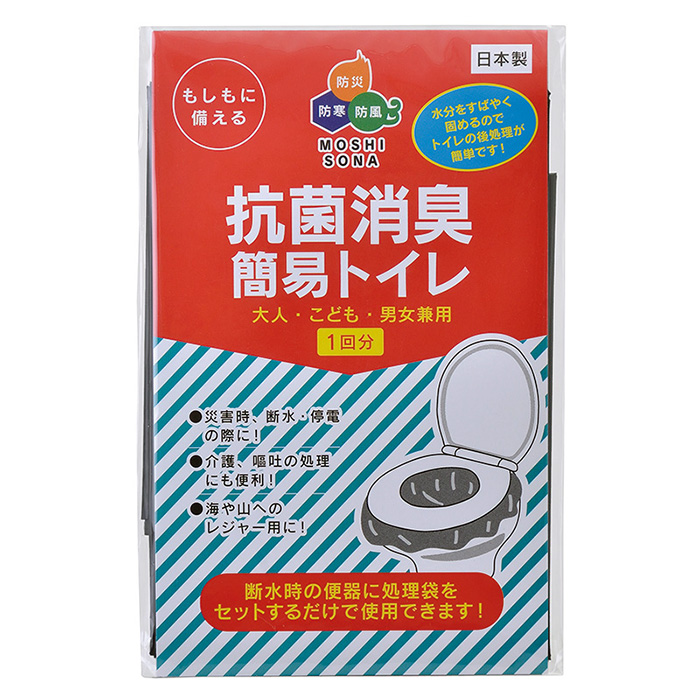 もしもに
備える
防災
防寒 防風
MOSHI
SONA
日本製
水分をすばやく
固めるので
トイレの後処理が
簡単です!
抗菌消臭
簡易トイレ
大人・こども・男女兼用
1回分
●災害時、断水・停電
の際に!
●介護、嘔吐の処理
にも便利!
●海や山への
レジャー用に!
断水時の便器に処理袋を
セットするだけで使用できます!